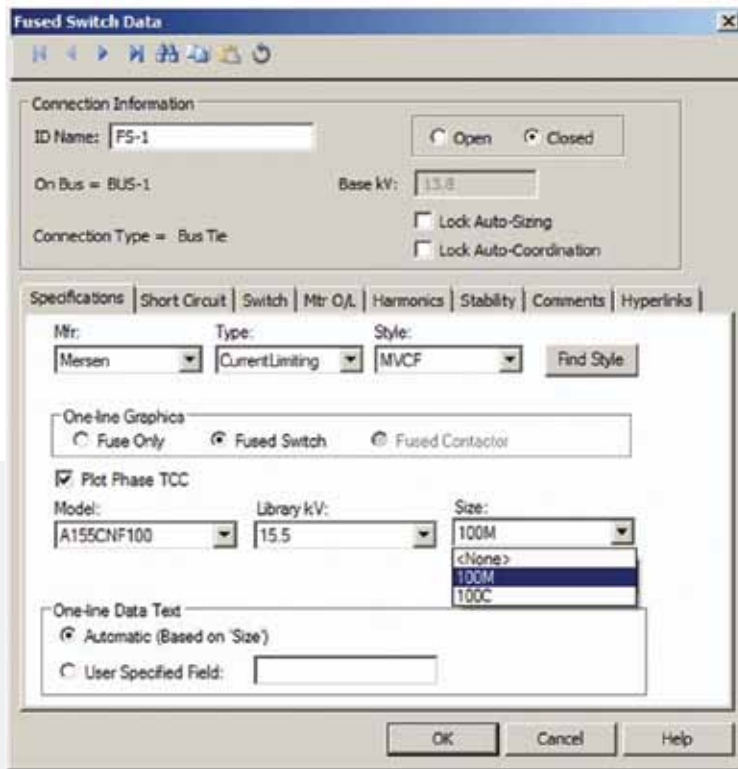 Fused Switch Data
Connection Information
ID Name: FS-1
Open Closed
On Bus = BUS-1 Base kV: 13.8
Lock Auto-Sizing
Connection Type = Bus Tie
Lock Auto-Coordination
Specifications Short Circuit Switch Mtr O/L Harmonics Stability Comments Hyperlinks
Mfr: Type: Style:
Mersen CurrentLimiting MVCF Find Style
One-line Graphica
Fuse Only Fused Switch Fused Contactor
Plot Phase TCC
Model: Library kV: Size:
A155CNF100 15.5 100M
<None>
100M
100C
One-line Data Text
Automatic (Based on 'Size')
User Specified Field:
OK Cancel Help